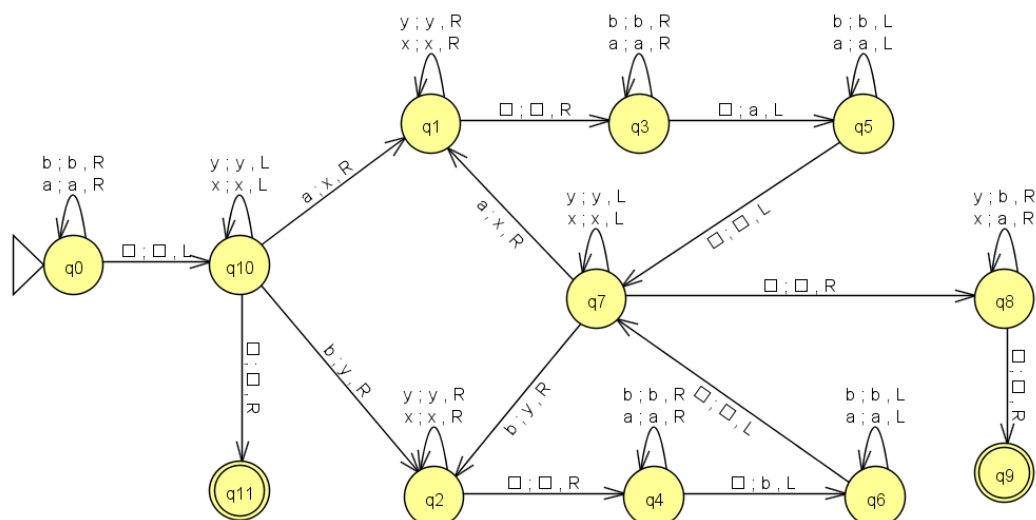 y ; y , R
x ; x , R
b ; b , R
a ; a , R
b ; b , L
a ; a , L
q1
□ ; □ , R
q3
□ ; a , L
q5
b ; b , R
a ; a , R
y ; y , L
x ; x , L
a ; x , R
a ; x , R
y ; y , L
x ; x , L
□ ; □ , L
y ; b , R
x ; a , R
q0
□ ; □ , L
q10
q7
□ ; □ , R
q8
□ ; □ , R
b ; y , R
b ; y , R
□ ; □ , L
□ ; □ , R
y ; y , R
x ; x , R
b ; b , R
a ; a , R
b ; b , L
a ; a , L
q11
q2
□ ; □ , R
q4
□ ; b , L
q6
q9